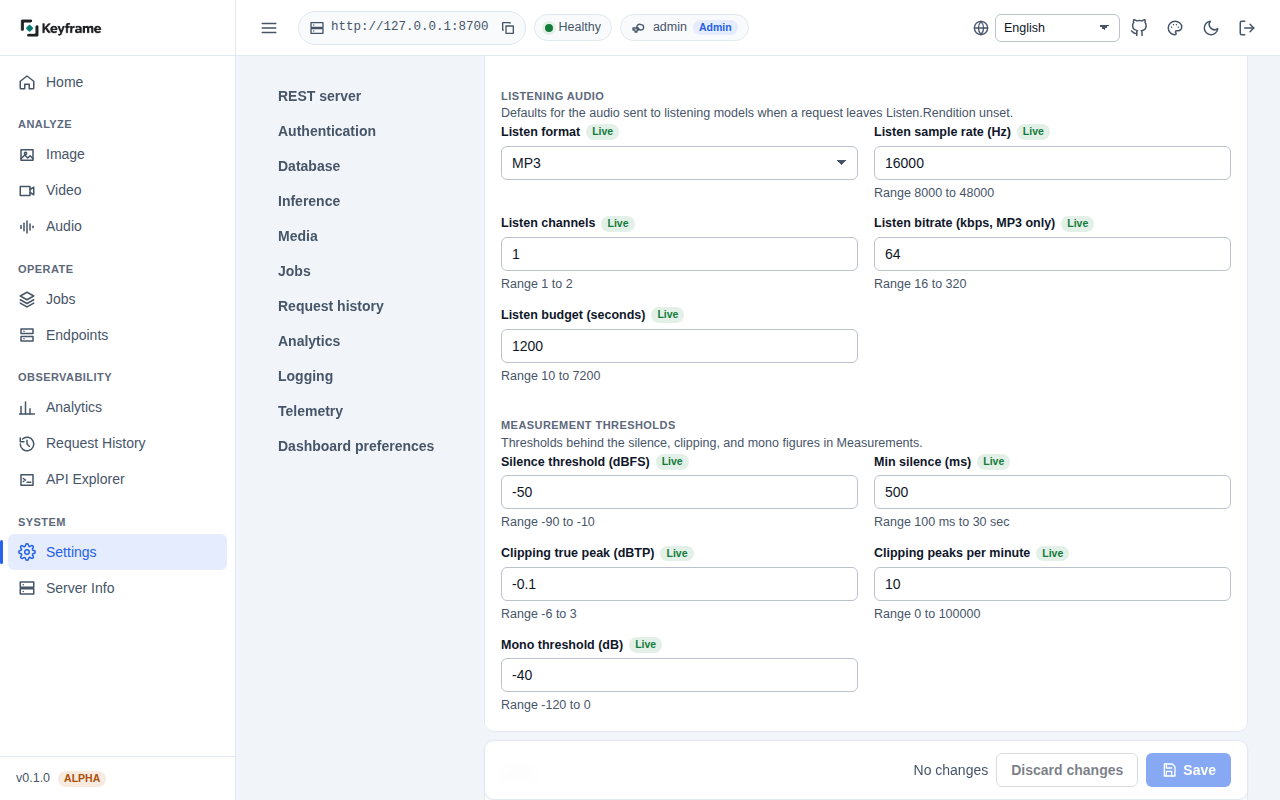 Keyframe
http://127.0.0.1:8700
Healthy
admin Admin
English
Home
ANALYZE
Image
Video
Audio
OPERATE
Jobs
Endpoints
OBSERVABILITY
Analytics
Request History
API Explorer
SYSTEM
Settings
Server Info
v0.1.0 ALPHA
REST server
Authentication
Database
Inference
Media
Jobs
Request history
Analytics
Logging
Telemetry
Dashboard preferences
LISTENING AUDIO
Defaults for the audio sent to listening models when a request leaves Listen.Rendition unset.
Listen format Live
MP3
Listen sample rate (Hz) Live
16000
Range 8000 to 48000
Listen channels Live
1
Range 1 to 2
Listen bitrate (kbps, MP3 only) Live
64
Range 16 to 320
Listen budget (seconds) Live
1200
Range 10 to 7200
MEASUREMENT THRESHOLDS
Thresholds behind the silence, clipping, and mono figures in Measurements.
Silence threshold (dBFS) Live
-50
Range -90 to -10
Min silence (ms) Live
500
Range 100 ms to 30 sec
Clipping true peak (dBTP) Live
-0.1
Range -6 to 3
Clipping peaks per minute Live
10
Range 0 to 100000
Mono threshold (dB) Live
-40
Range -120 to 0
No changes
Discard changes
Save